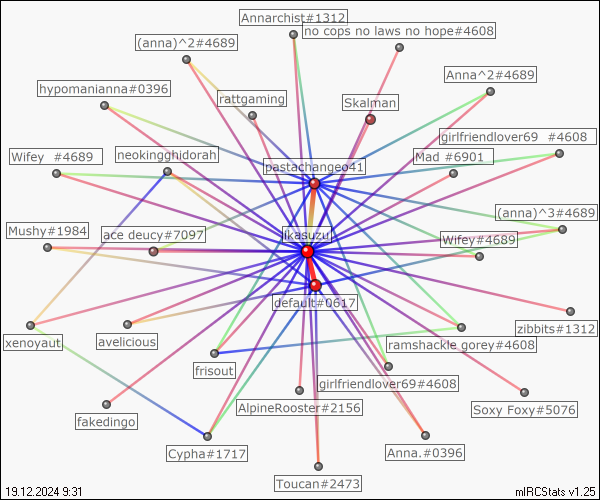 Annarchist#1312
no cops no laws no hope#4608
(anna)^2#4689
Anna^2#4689
hypomanianna#0396
rattgaming
Skalman
girlfriendlover69 #4608
Wifey #4689
neokingghidorah
Mad #6901
pastachange041
(anna)^3#4689
Mushy#1984
ace deucy#7097
jikasuzu
Wifey#4689
default#0617
zibbits#1312
xenoyaut
avelicious
ramshackle gorey#4608
frisout
girlfriendlover69#4608
AlpineRooster#2156
Soxy Foxy#5076
fakedingo
Cypha#1717
Anna.#0396
Toucan#2473
19.12.2024 9:31
mIRCStats v1.25